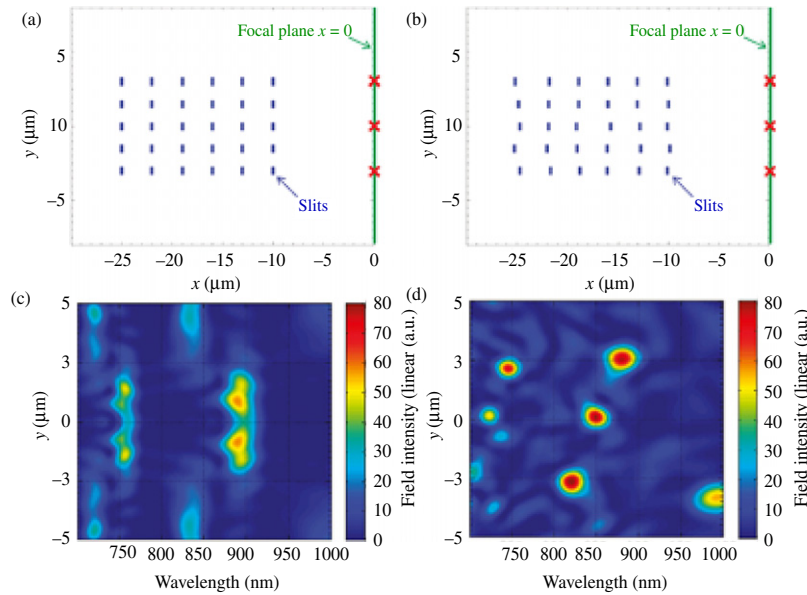 (a)
Focal plane x = 0
5
10
−5
y (μm)
Slits
−25 −20 −15 −10 −5 0
x (μm)
(b)
Focal plane x = 0
5
10
−5
y (μm)
Slits
−25 −20 −15 −10 −5 0
x (μm)
(c)
5
3
0
−3
−5
y (μm)
750 800 850 900 950 1000
Wavelength (nm)
80
70
60
50
40
30
20
10
0
Field intensity (linear (a.u.)
(d)
5
3
0
−3
−5
y (μm)
750 800 850 900 950 1000
Wavelength (nm)
80
70
60
50
40
30
20
10
0
Field intensity (linear (a.u.)